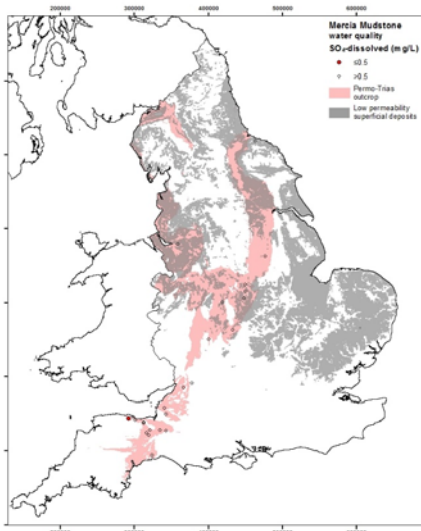 200000 300000 400000 500000 600000
Mercia Mudstone
water quality
SO₄-dissolved (mg/L)
≤0.5
>0.5
Permo-Trias
outcrop
Low permeability
superficial deposits